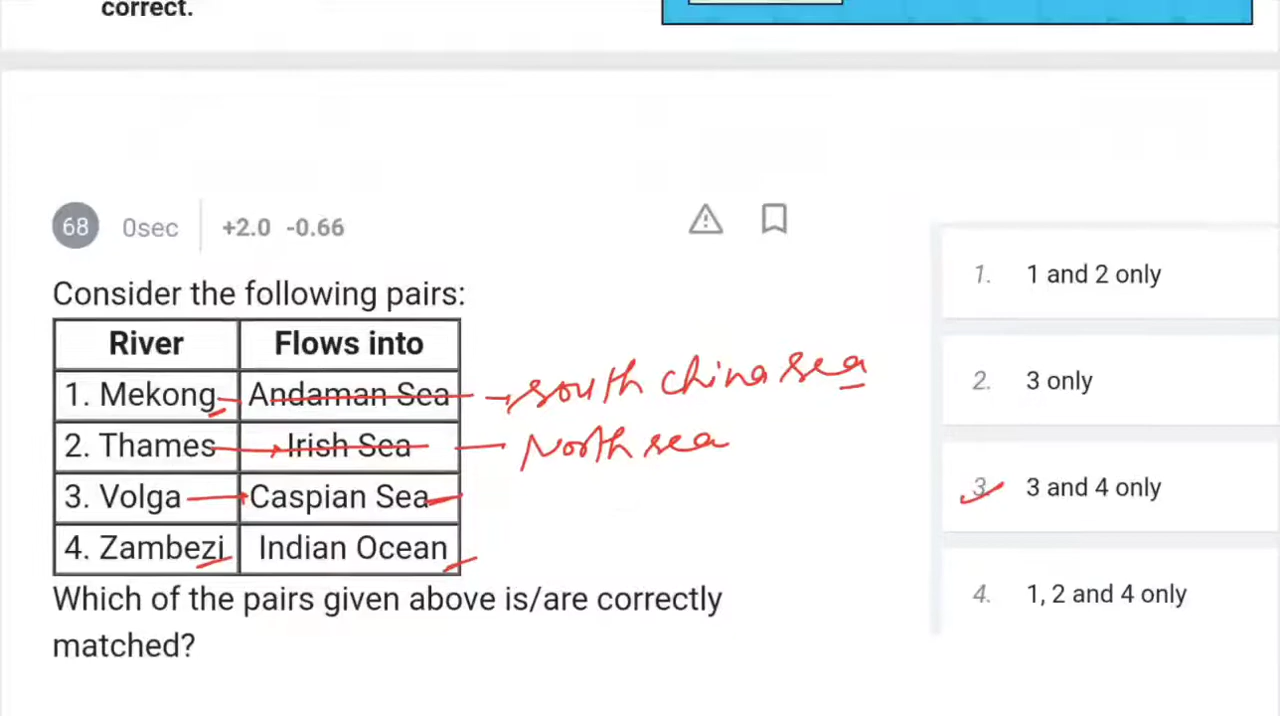 correct.
68 0sec +2.0 -0.66
Consider the following pairs:
River Flows into
1. Mekong Andaman Sea → South China Sea
2. Thames Irish Sea — North sea
3. Volga Caspian Sea
4. Zambezi Indian Ocean
Which of the pairs given above is/are correctly
matched?
1. 1 and 2 only
2. 3 only
3. 3 and 4 only
4. 1, 2 and 4 only